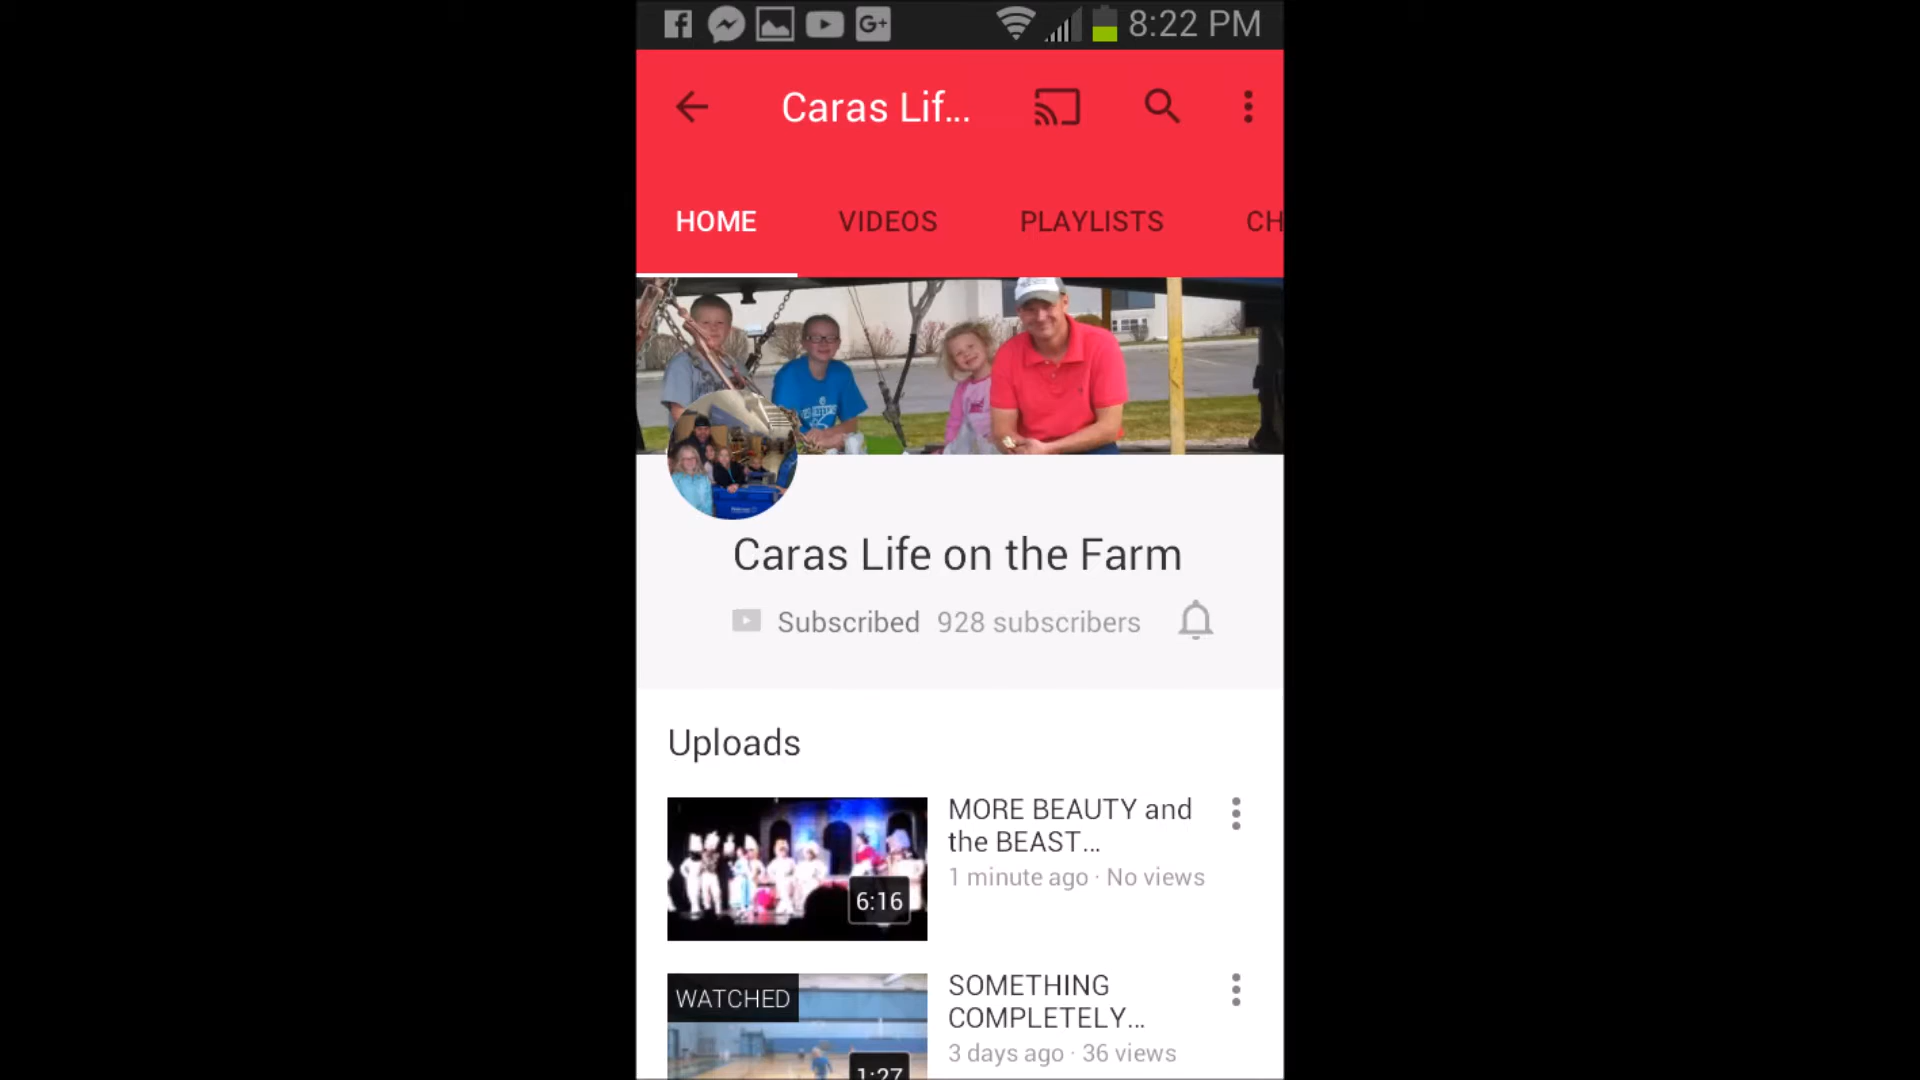 8:22 PM
Caras Lif...
HOME VIDEOS PLAYLISTS CH
Caras Life on the Farm
Subscribed 928 subscribers
Uploads
MORE BEAUTY and
the BEAST...
1 minute ago · No views
6:16
WATCHED
SOMETHING
COMPLETELY...
3 days ago · 36 views
1:27